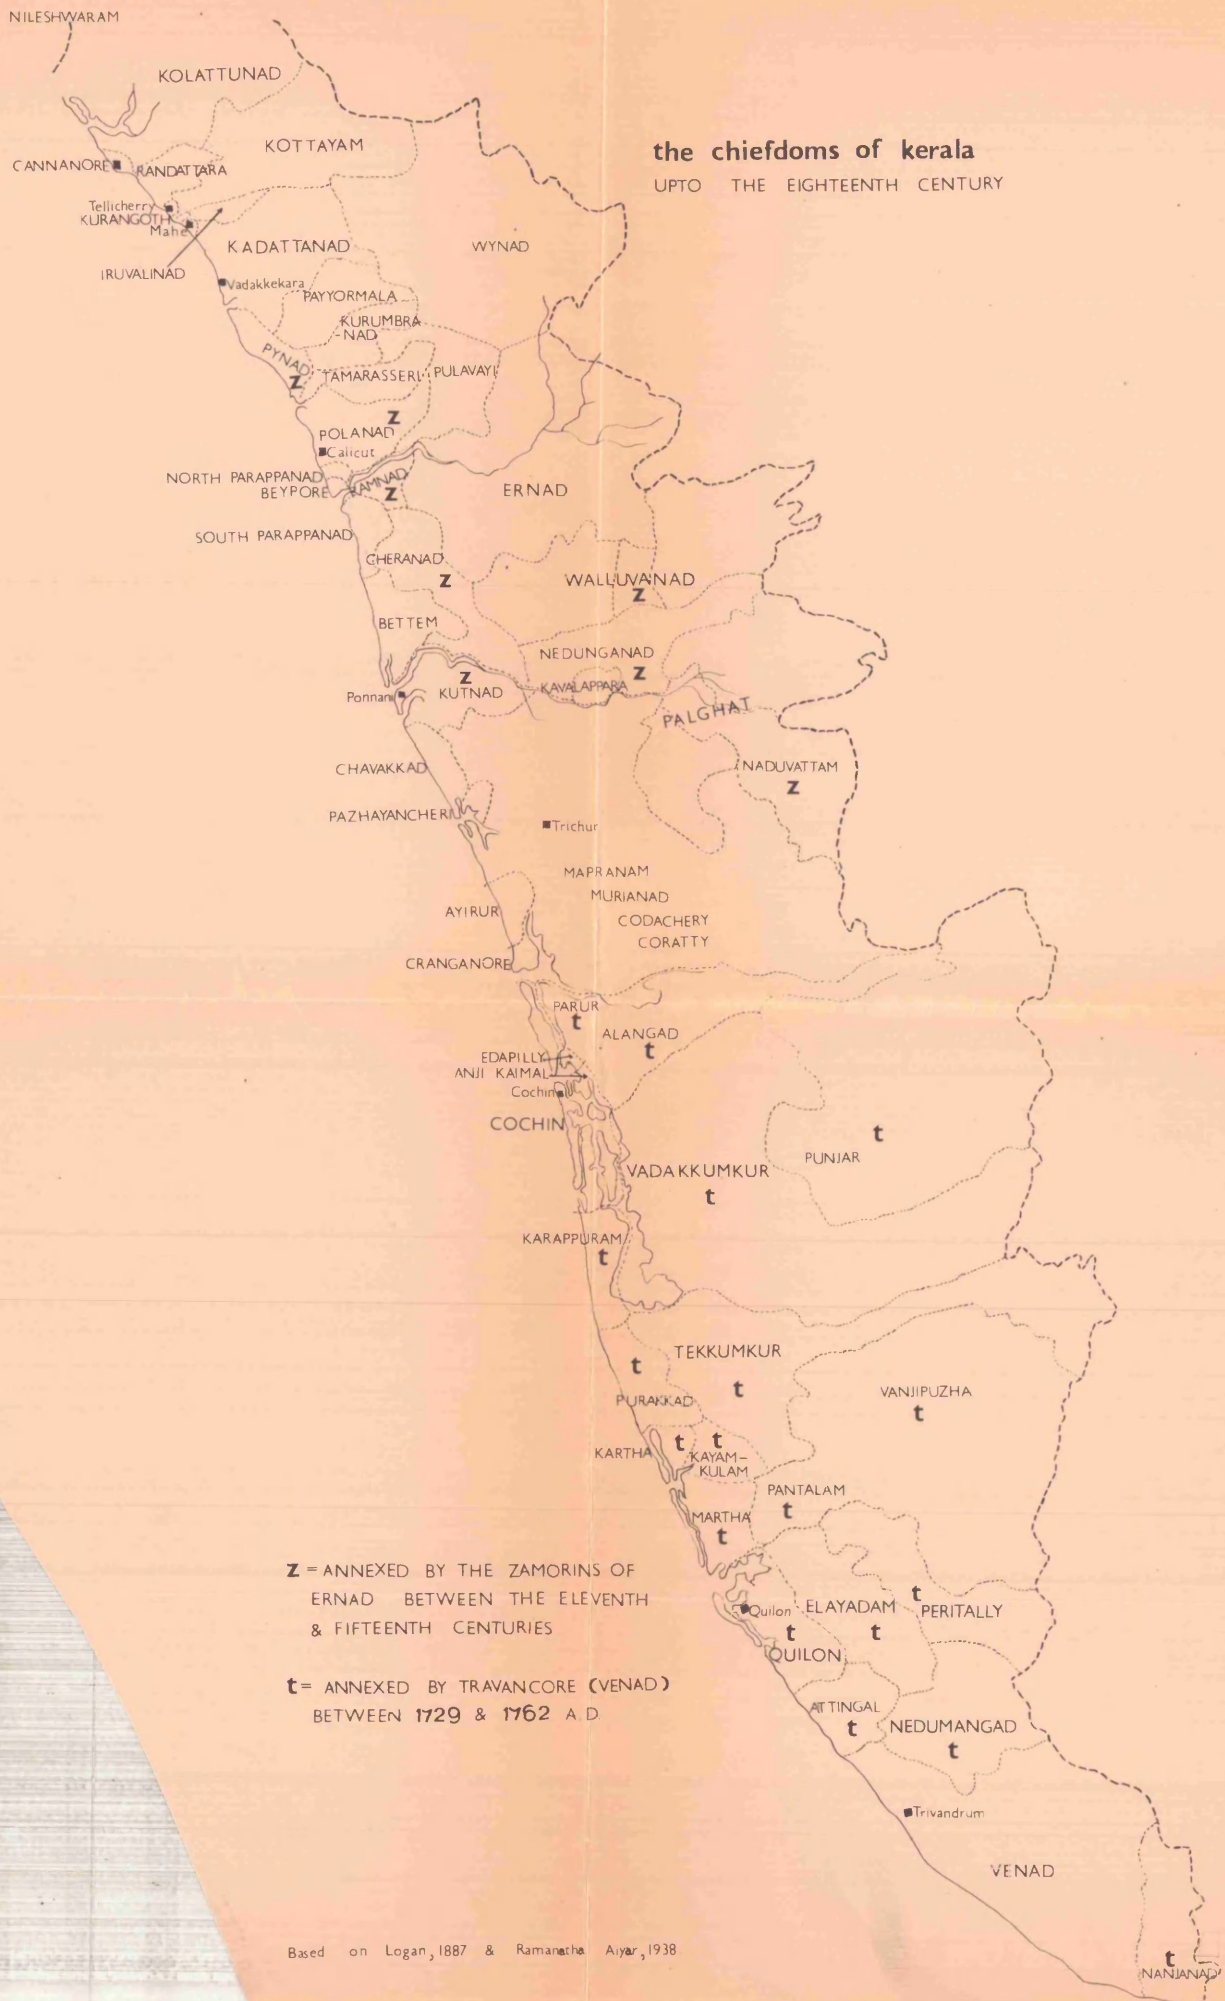 NILESHWARAM
KOLATTUNAD
the chiefdoms of kerala
UPTO THE EIGHTEENTH CENTURY
KOTTAYAM
CANNANORE
RANDATTARA
Tellicherry
KURANGOTH
Mahe
KADATTANAD
WYNAD
IRUVALINAD
Vadakkekara
PAYYORMALA
KURUMBRA
-NAD
PYNAD
z
TAMARASSERI
PULAVAYI
z
POLANAD
Calicut
NORTH PARAPPANAD
BEYPORE
RAMNAD
z
ERNAD
SOUTH PARAPPANAD
CHERANAD
z
WALLUVANAD
z
BETTEM
NEDUNGANAD
z
z
KUTNAD
KAVALAPPARA
Ponnani
PALGHAT
CHAVAKKAD
NADUVATTAM
z
PAZHAYANCHERI
Trichur
MAPRANAM
MURIANAD
CODACHERY
CORATTY
AYIRUR
CRANGANORE
PARUR
t
ALANGAD
t
EDAPILLY
ANJI KAIMAL
Cochin
COCHIN
t
PUNJAR
VADAKKUMKUR
t
KARAPPURAM
t
TEKKUMKUR
t
t
PURAKKAD
VANJIPUZHA
t
KARTHA
t
t
KAYAM-
KULAM
PANTALAM
t
MARTHA
t
z = ANNEXED BY THE ZAMORINS OF
ERNAD BETWEEN THE ELEVENTH
& FIFTEENTH CENTURIES
t
PERITALLY
ELAYADAM
t
Quilon
t
QUILON
t = ANNEXED BY TRAVANCORE (VENAD)
BETWEEN 1729 & 1762 A.D.
ATTINGAL
t
NEDUMANGAD
t
Trivandrum
VENAD
Based on Logan, 1887 & Ramanatha Aiyar, 1938
t
NANJANAD